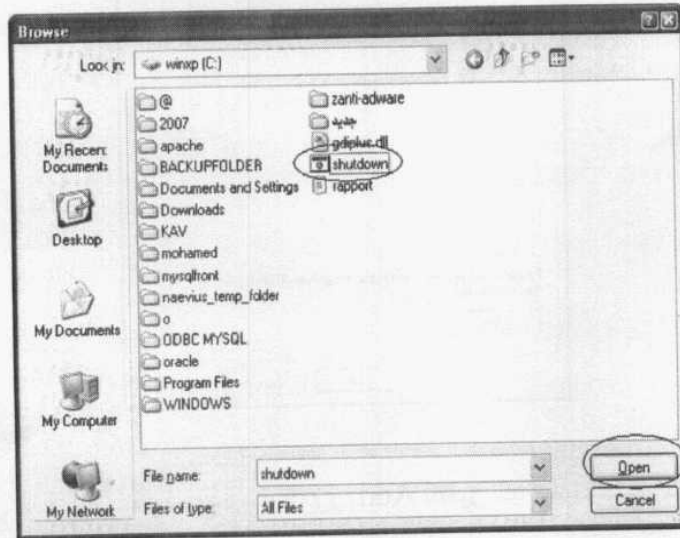 Browse
Look in:
winxp (C:)
My Recent
Documents
Desktop
My Documents
My Computer
My Network
@
2007
apache
BACKUPFOLDER
Documents and Settings
Downloads
KAV
mohamed
mysqlfront
naevius_temp_folder
o
ODBC MYSQL
oracle
Program Files
WINDOWS
zanti-adware
جديد
gdiplus.dll
shutdown
rapport
File name:
shutdown
Open
Files of type:
All Files
Cancel